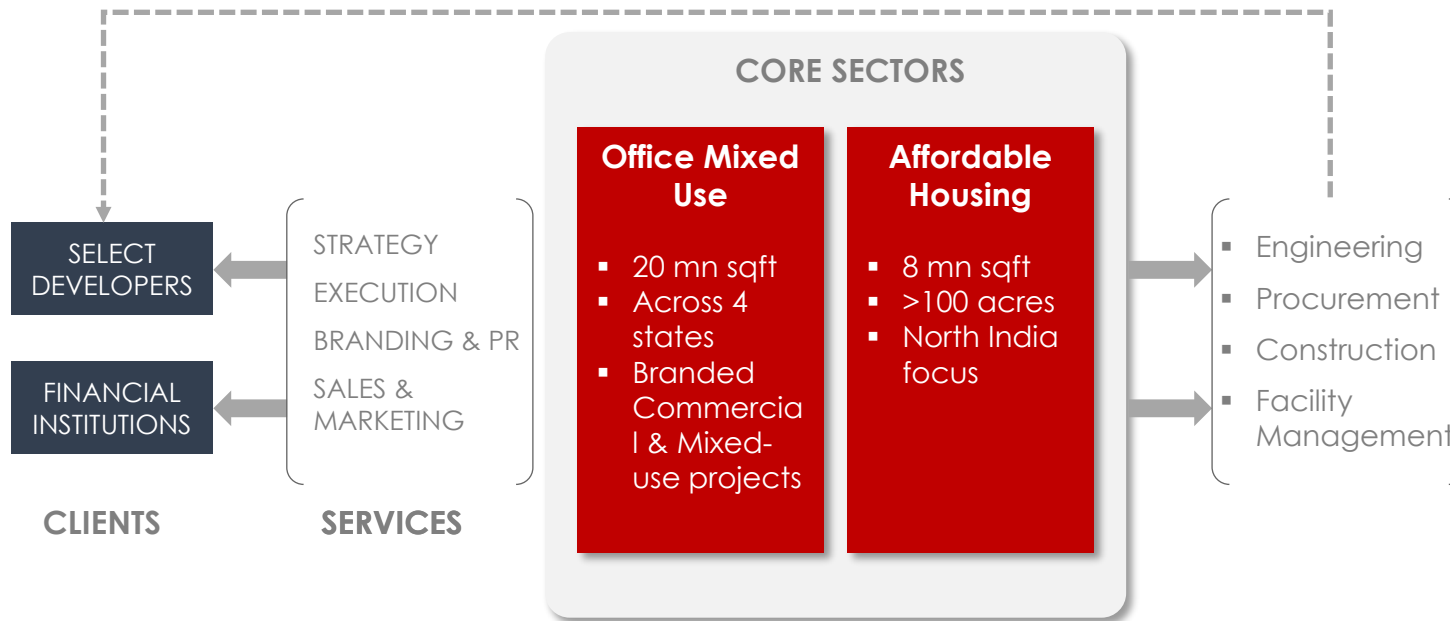 CORE SECTORS
Office Mixed
Use
▪ 20 mn sqft
▪ Across 4
states
▪ Branded
Commercia
l & Mixed-
use projects
Affordable
Housing
▪ 8 mn sqft
▪ >100 acres
▪ North India
focus
SELECT
DEVELOPERS
FINANCIAL
INSTITUTIONS
CLIENTS
STRATEGY
EXECUTION
BRANDING & PR
SALES &
MARKETING
SERVICES
▪ Engineering
▪ Procurement
▪ Construction
▪ Facility
Management